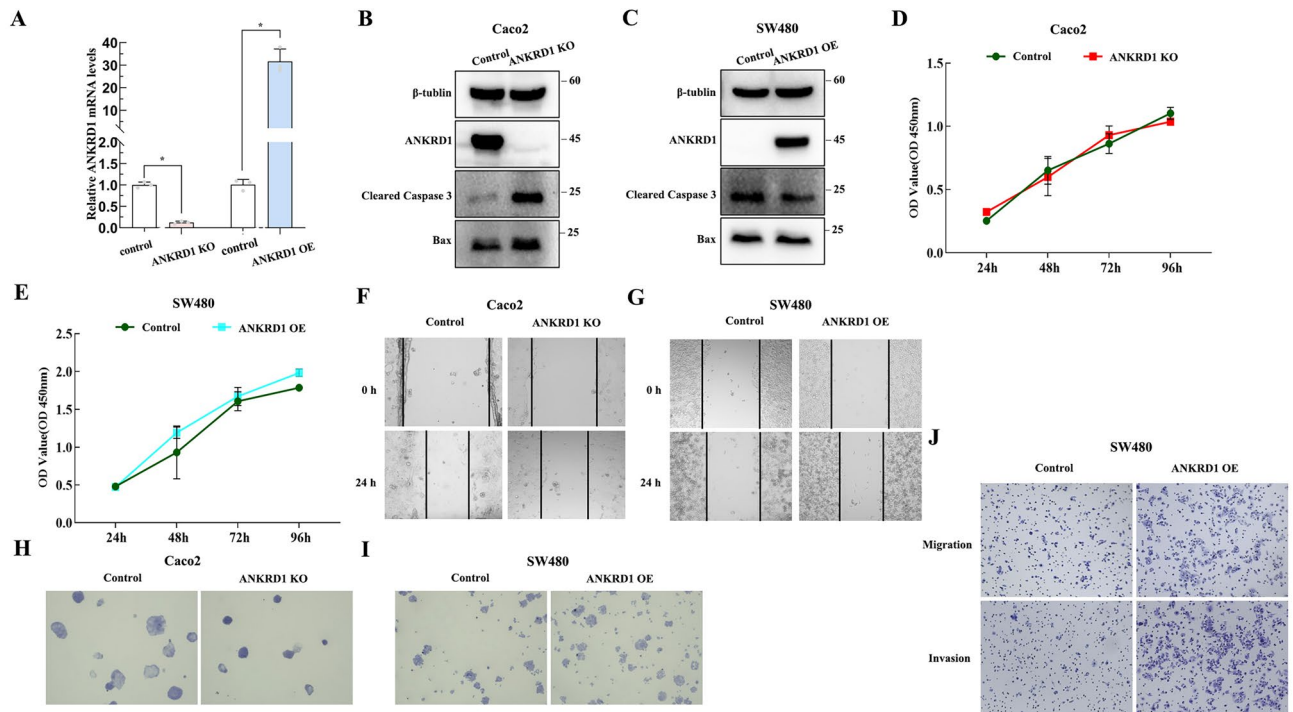 A
Relative ANKRD1 mRNA levels
40
30
20
10
2.0
1.5
1.0
0.5
0.0
*
*
control
ANKRD1 KO
control
ANKRD1 OE
B
Caco2
Control
ANKRD1 KO
β-tublin
60
ANKRD1
45
Cleared Caspase 3
25
Bax
25
C
SW480
Control
ANKRD1 OE
β-tublin
60
ANKRD1
45
Cleared Caspase 3
25
Bax
25
D
Caco2
Control
ANKRD1 KO
OD Value(OD 450nm)
1.5
1.0
0.5
0.0
24h
48h
72h
96h
E
SW480
Control
ANKRD1 OE
OD Value(OD 450nm)
2.5
2.0
1.5
1.0
0.5
0.0
24h
48h
72h
96h
F
Caco2
Control
ANKRD1 KO
0 h
24 h
G
SW480
Control
ANKRD1 OE
0 h
24 h
H
Caco2
Control
ANKRD1 KO
I
SW480
Control
ANKRD1 OE
J
SW480
Control
ANKRD1 OE
Migration
Invasion